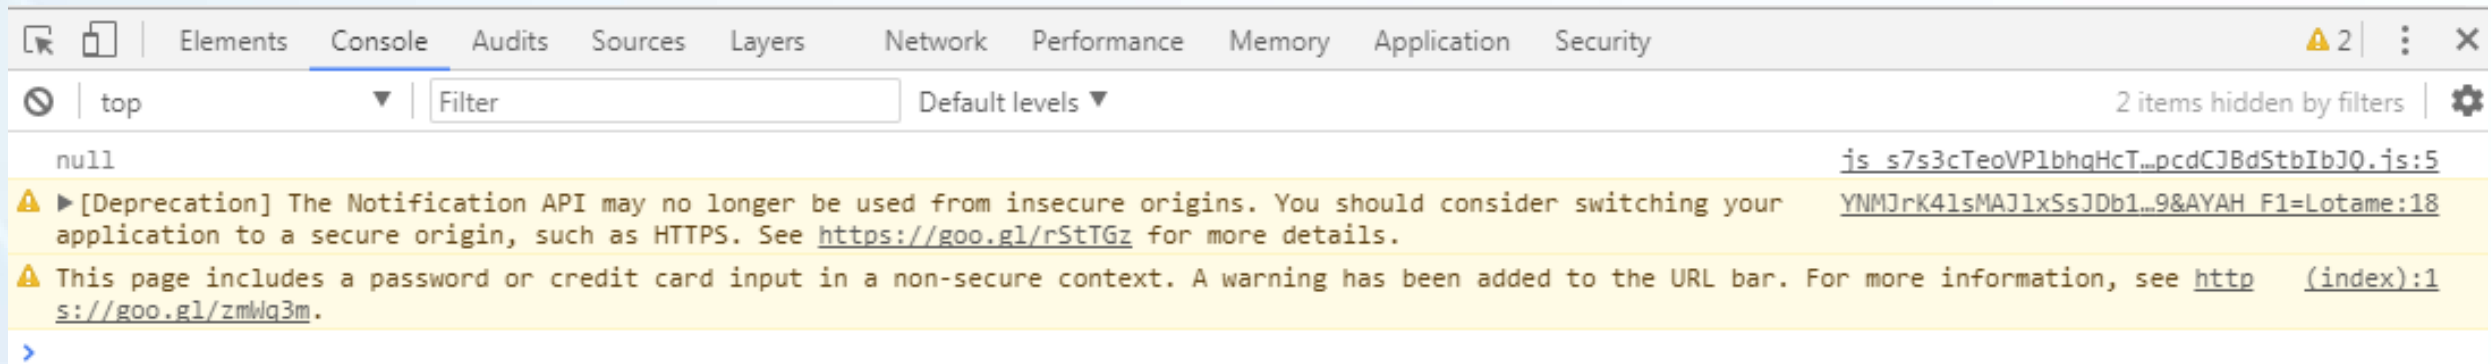 Elements Console Audits Sources Layers Network Performance Memory Application Security 2
top Filter Default levels 2 items hidden by filters
null js_s7s3cTeoVPlbhqHcT…pcdCJBdStbIbJQ.js:5
[Deprecation] The Notification API may no longer be used from insecure origins. You should consider switching your YNMJrK4lsMAJlxSsJDb1…9&AYAH_F1=Lotame:18
application to a secure origin, such as HTTPS. See https://goo.gl/rStTGz for more details.
This page includes a password or credit card input in a non-secure context. A warning has been added to the URL bar. For more information, see http (index):1
s://goo.gl/zmWq3m.